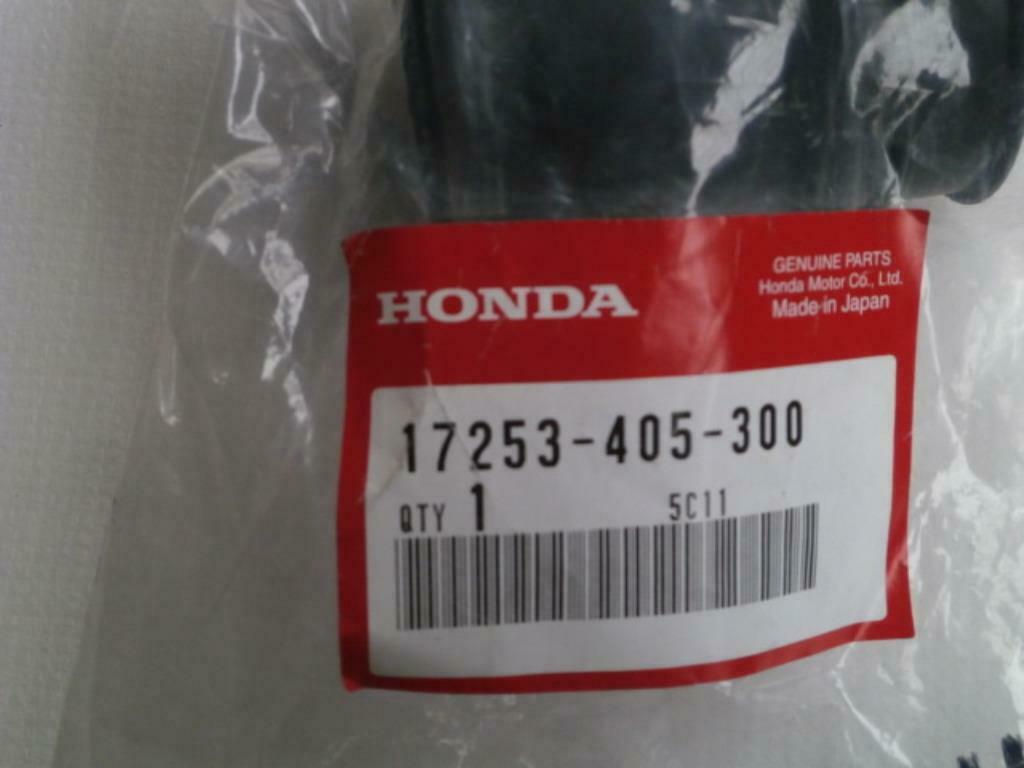 HONDA
GENUINE PARTS
Honda Motor Co., Ltd.
Made in Japan
17253-405-300
QTY 1 5C11